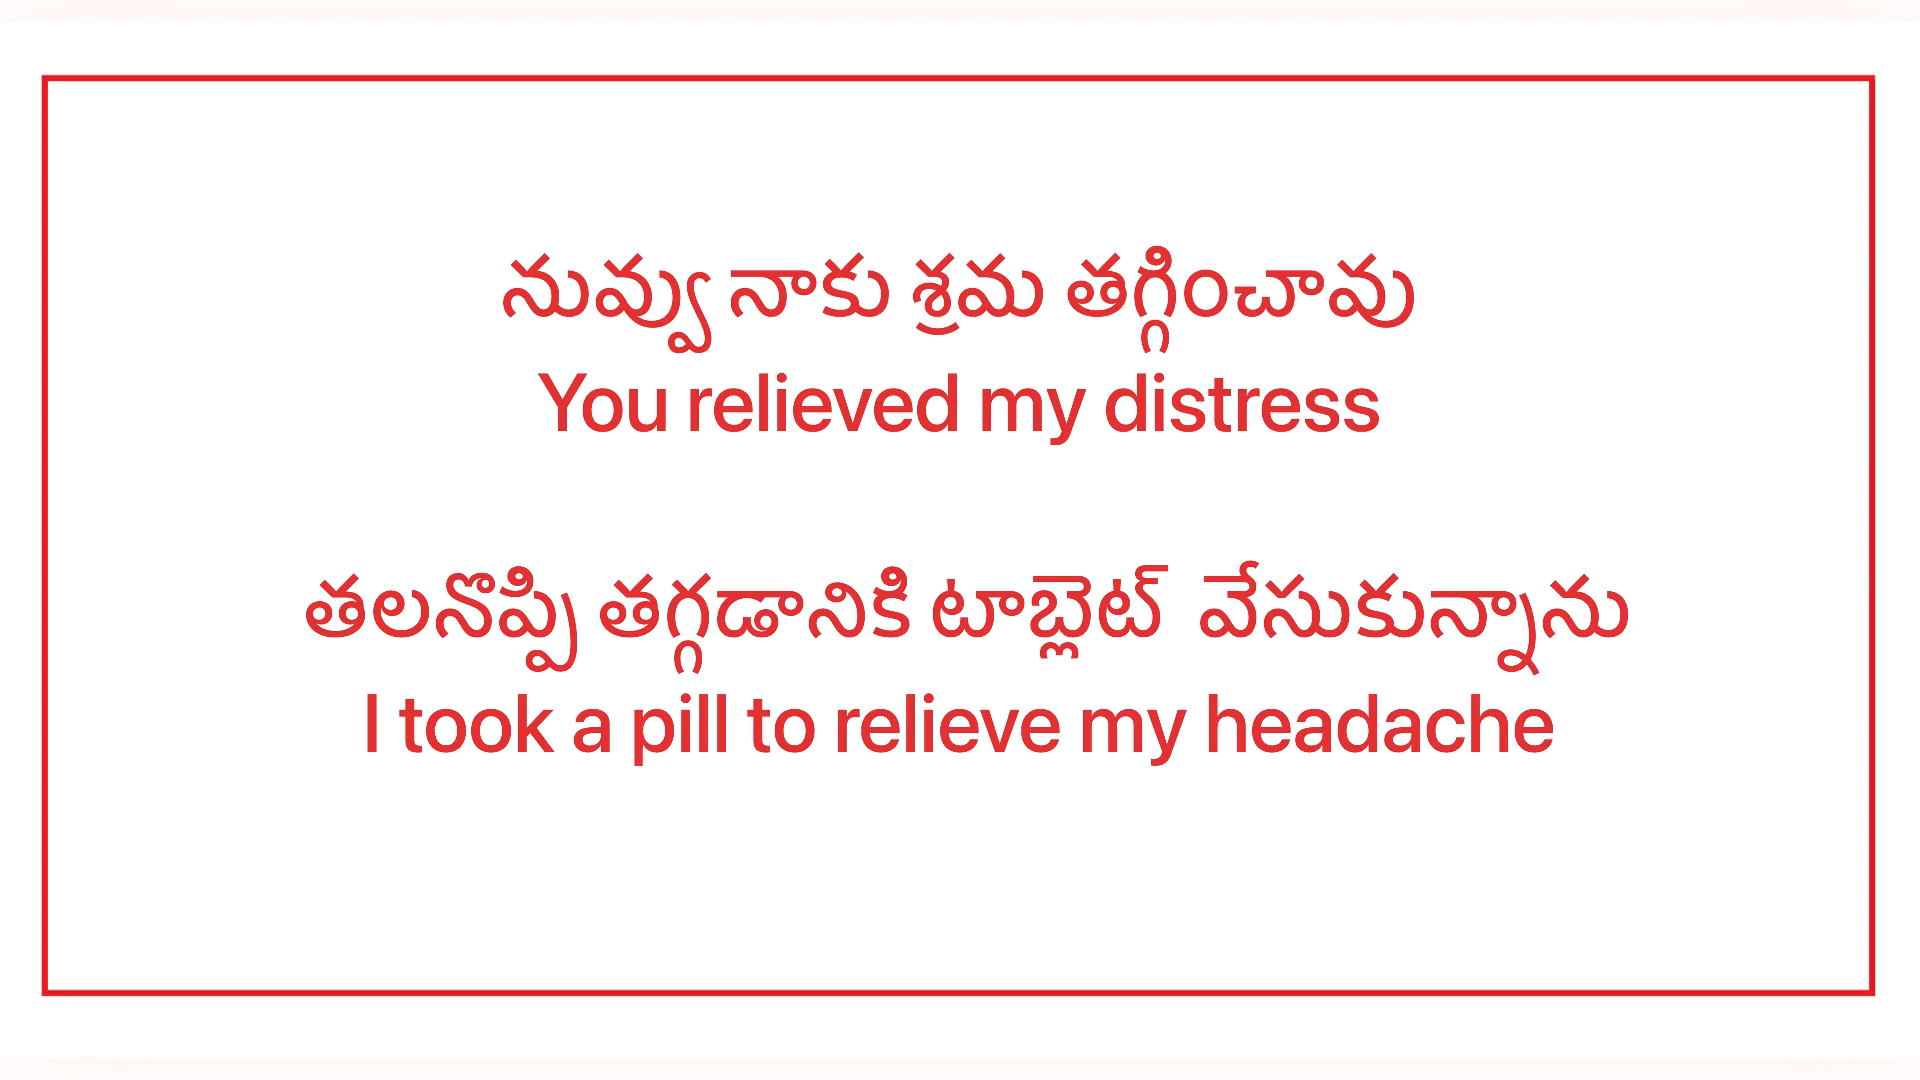 నువ్వు నాకు శ్రమ తగ్గించావు
You relieved my distress
తలనొప్పి తగ్గడానికి టాబ్లెట్ వేసుకున్నాను
I took a pill to relieve my headache